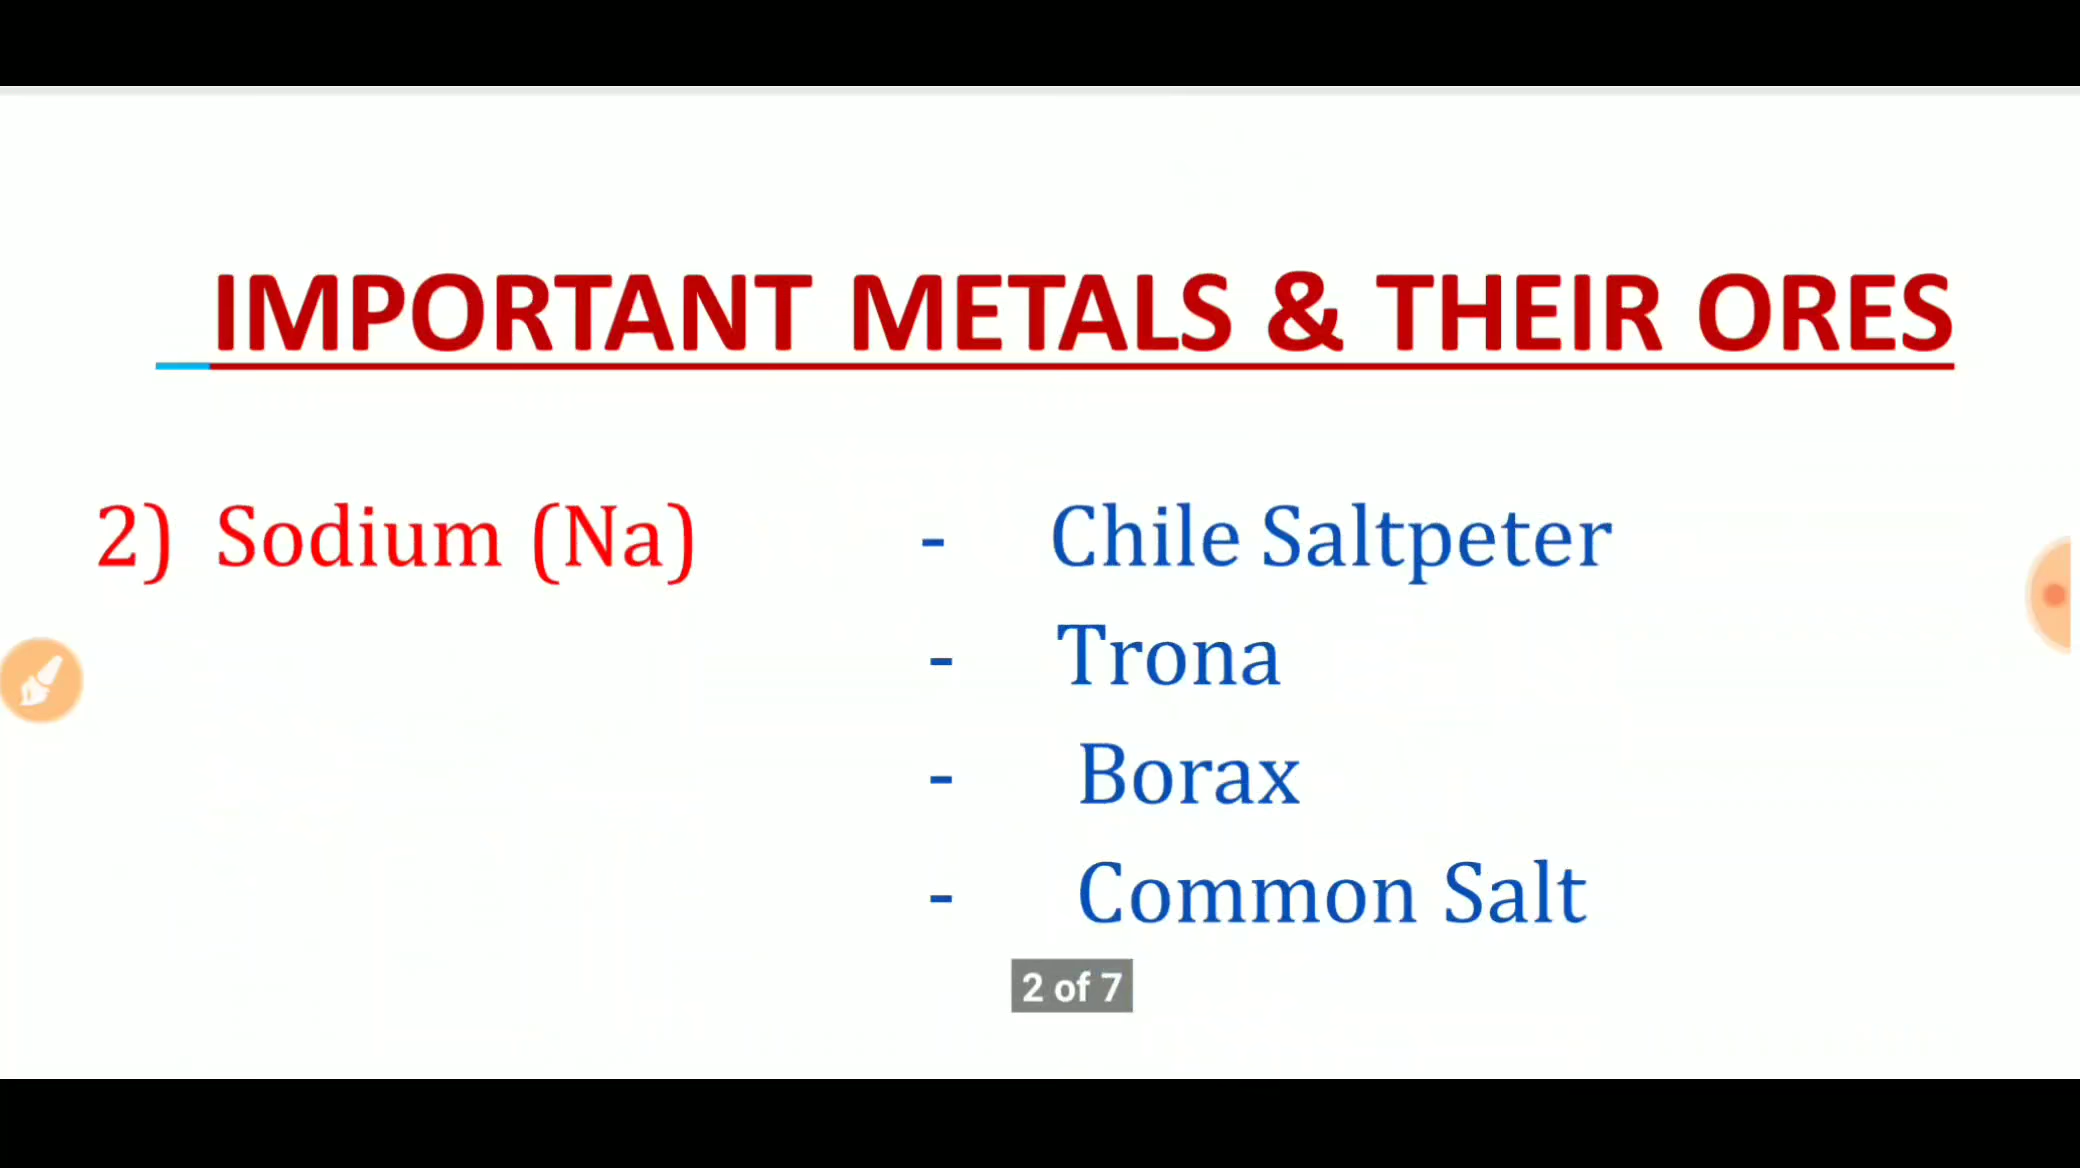 IMPORTANT METALS & THEIR ORES
2) Sodium (Na) - Chile Saltpeter
- Trona
- Borax
- Common Salt
2 of 7